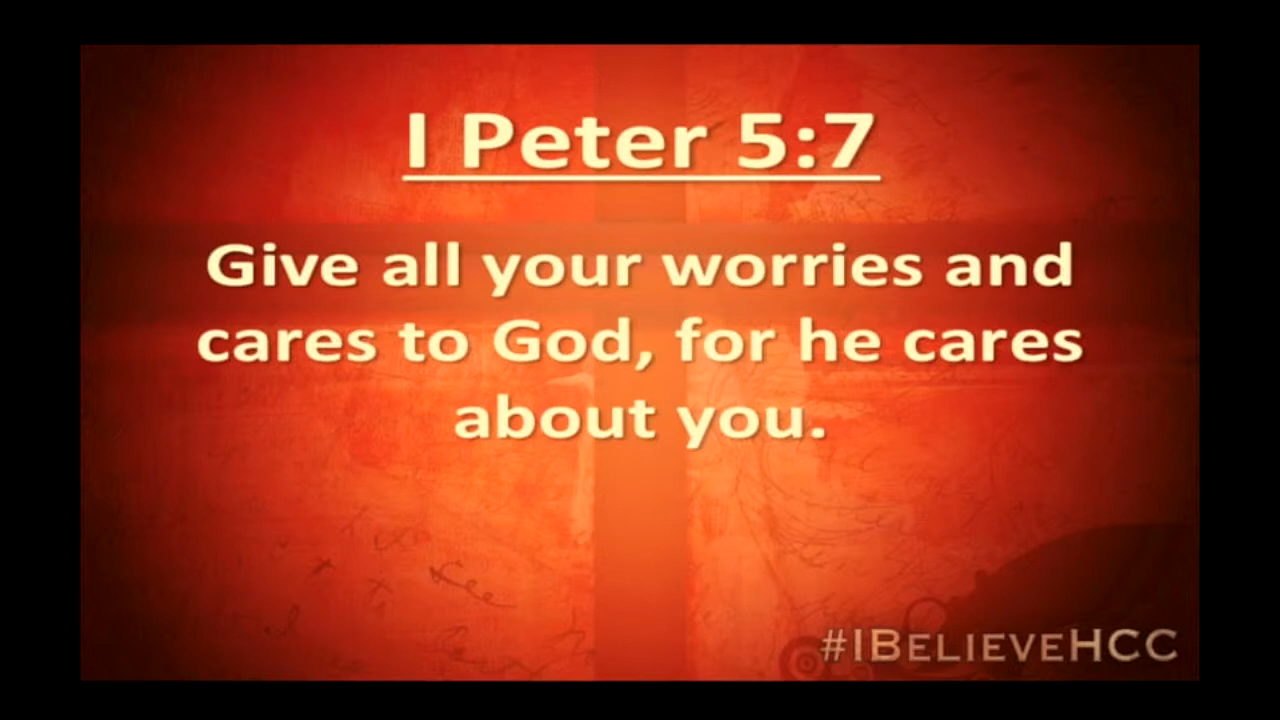 I Peter 5:7
Give all your worries and
cares to God, for he cares
about you.
#IBELIEVEHCC